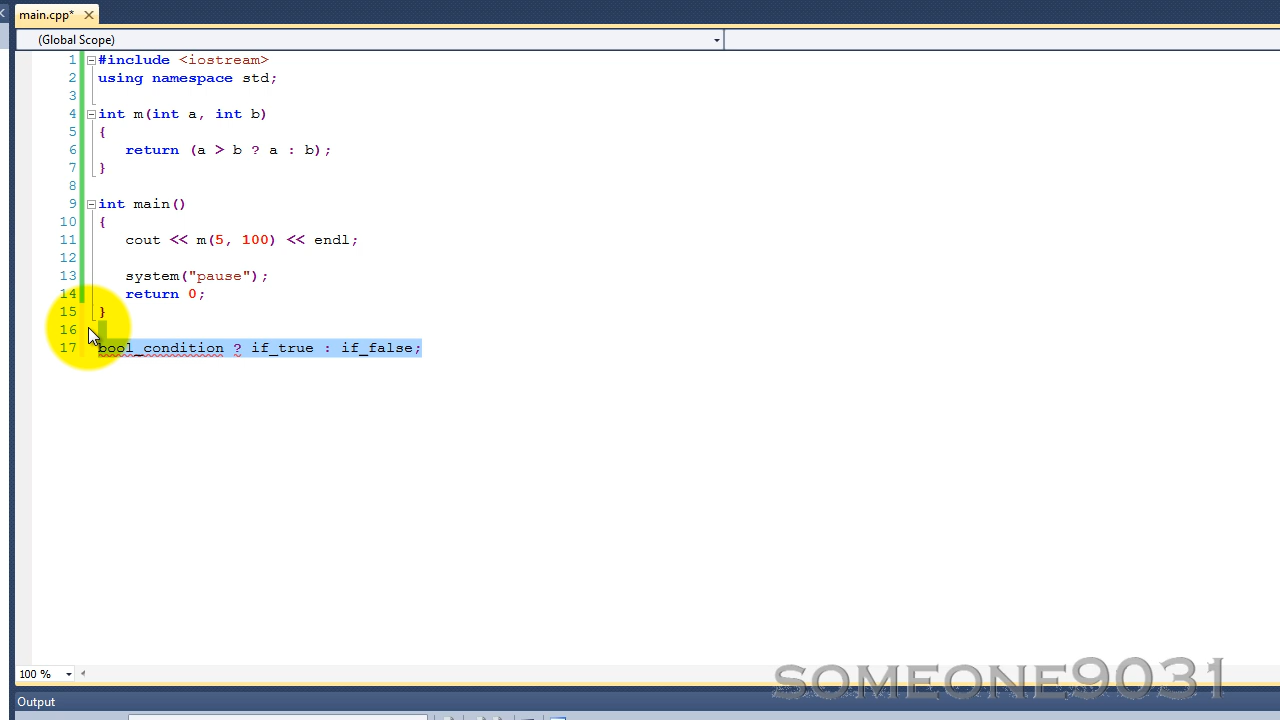 main.cpp*
(Global Scope)
1 #include <iostream>
2 using namespace std;
3
4 int m(int a, int b)
5 {
6 return (a > b ? a : b);
7 }
8
9 int main()
10 {
11 cout << m(5, 100) << endl;
12
13 system("pause");
14 return 0;
15 }
16
17 bool_condition ? if_true : if_false;
100 %
SOMEONE9031
Output